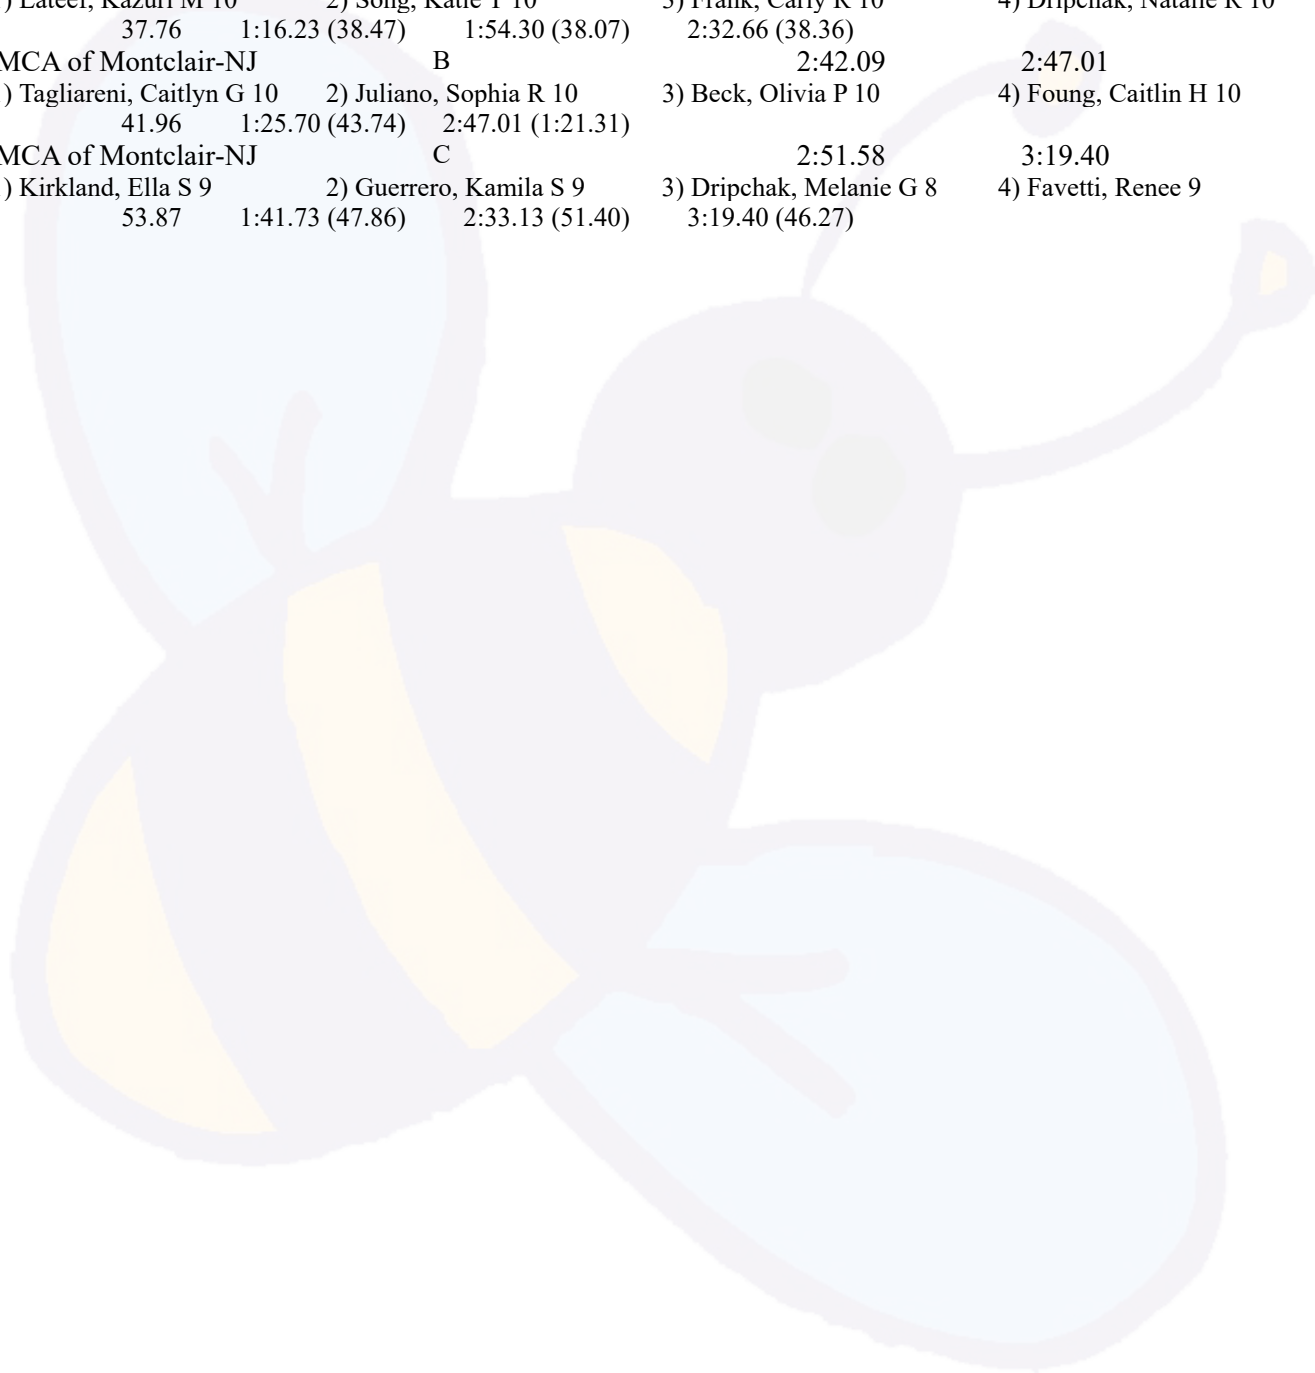 ) Lateef, Kazuri M 10 2) Song, Katie T 10 3) Frank, Carly R 10 4) Dripchak, Natalie R 10
37.76 1:16.23 (38.47) 1:54.30 (38.07) 2:32.66 (38.36)
MCA of Montclair-NJ B 2:42.09 2:47.01
) Tagliareni, Caitlyn G 10 2) Juliano, Sophia R 10 3) Beck, Olivia P 10 4) Foung, Caitlin H 10
41.96 1:25.70 (43.74) 2:47.01 (1:21.31)
MCA of Montclair-NJ C 2:51.58 3:19.40
) Kirkland, Ella S 9 2) Guerrero, Kamila S 9 3) Dripchak, Melanie G 8 4) Favetti, Renee 9
53.87 1:41.73 (47.86) 2:33.13 (51.40) 3:19.40 (46.27)